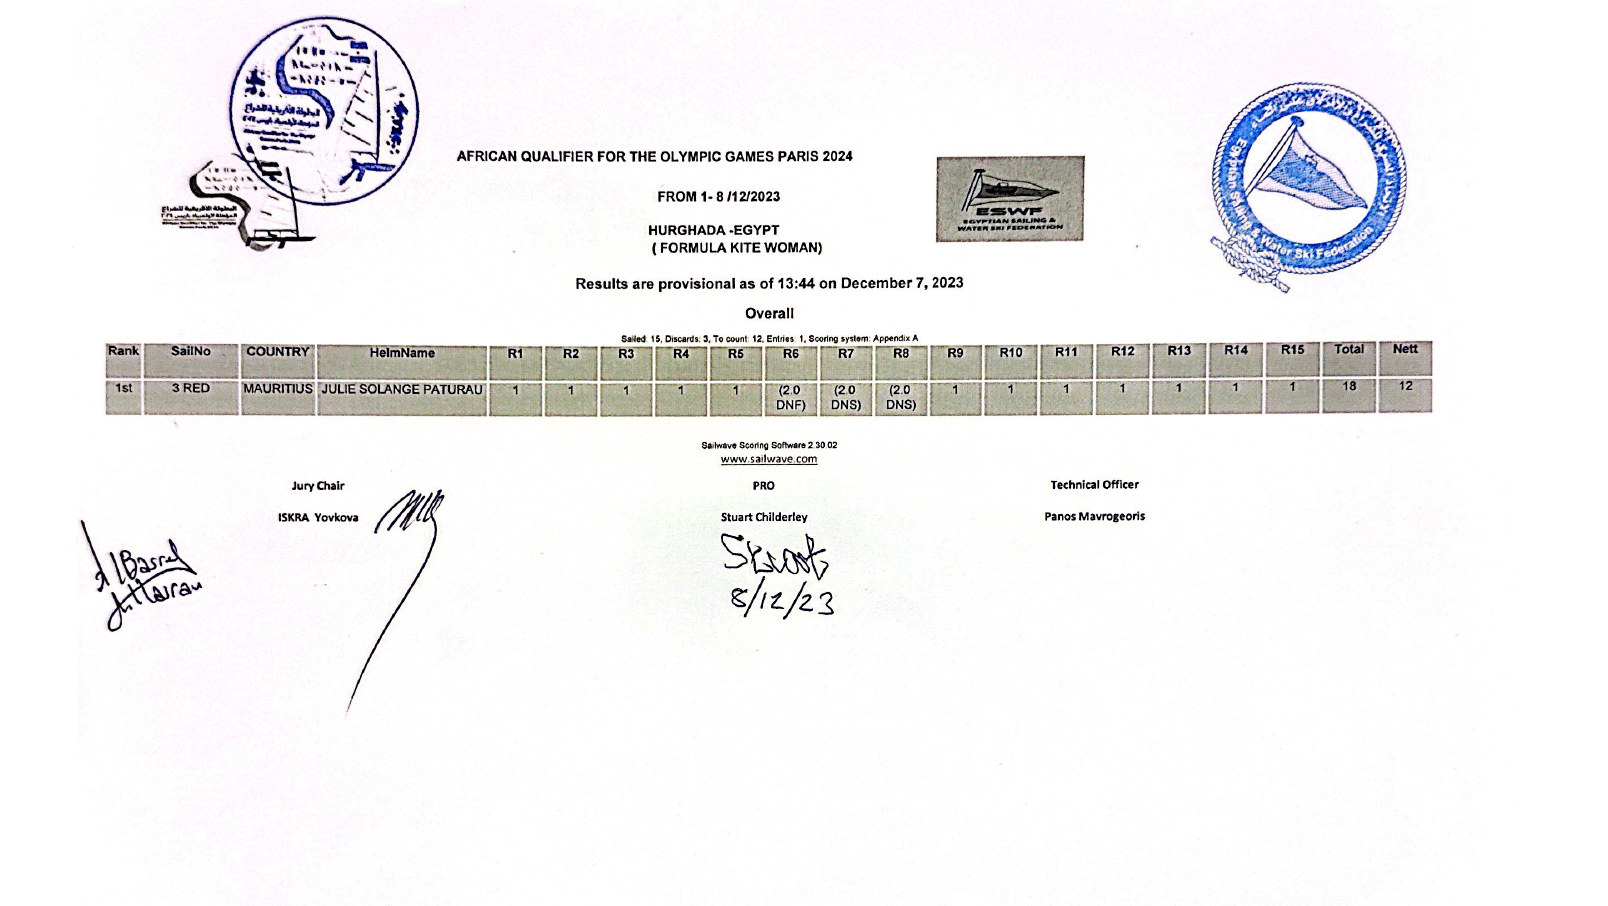 AFRICAN QUALIFIER FOR THE OLYMPIC GAMES PARIS 2024
FROM 1- 8 /12/2023
HURGHADA -EGYPT
( FORMULA KITE WOMAN)
ESWF
EGYPTIAN SAILING &
WATER SKI FEDERATION
& Water Ski Federation
Results are provisional as of 13:44 on December 7, 2023
Overall
Sailed: 15, Discards: 3, To count: 12, Entries: 1, Scoring system: Appendix A
Rank SailNo COUNTRY HelmName R1 R2 R3 R4 R5 R6 R7 R8 R9 R10 R11 R12 R13 R14 R15 Total Nett
1st 3 RED MAURITIUS JULIE SOLANGE PATURAU 1 1 1 1 1 (2.0 DNF) (2.0 DNS) (2.0 DNS) 1 1 1 1 1 1 1 18 12
Sailwave Scoring Software 2.30.02
www.sailwave.com
Jury Chair PRO Technical Officer
ISKRA Yovkova Stuart Childerley Panos Mavrogeoris
8/12/23